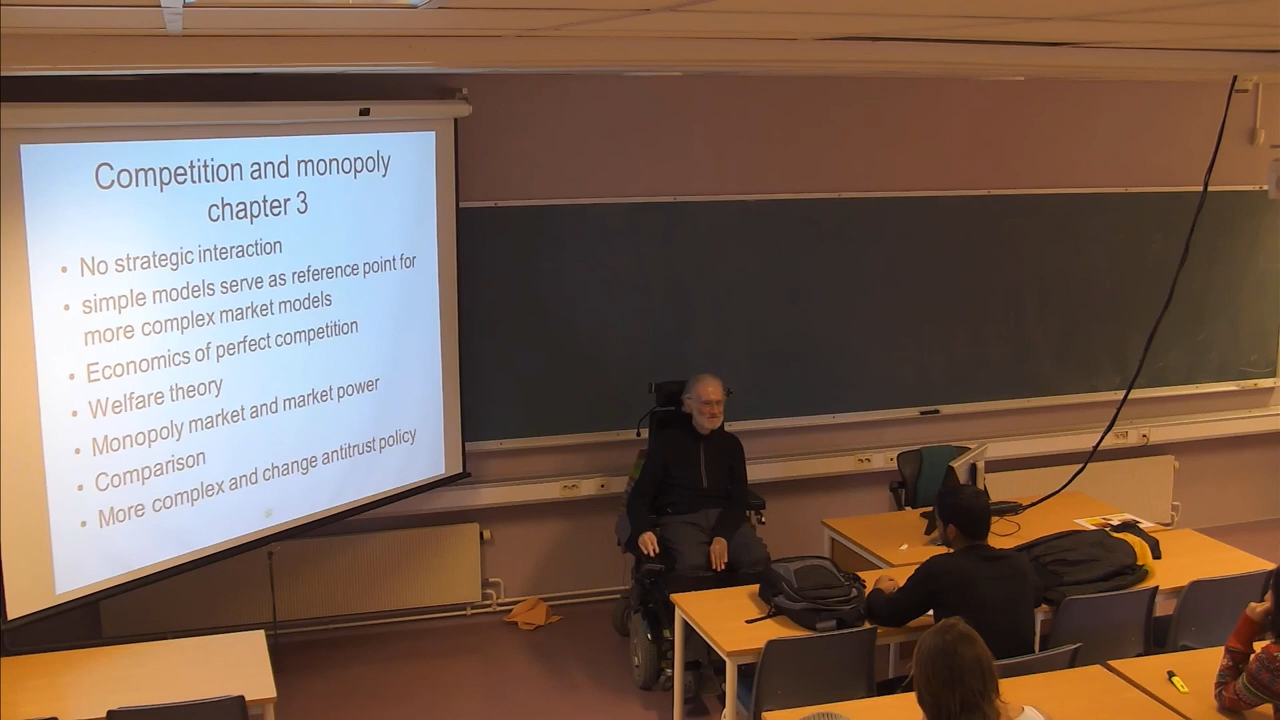 Competition and monopoly
chapter 3
• No strategic interaction
• simple models serve as reference point for
more complex market models
• Economics of perfect competition
• Welfare theory
• Monopoly market and market power
• Comparison
• More complex and change antitrust policy